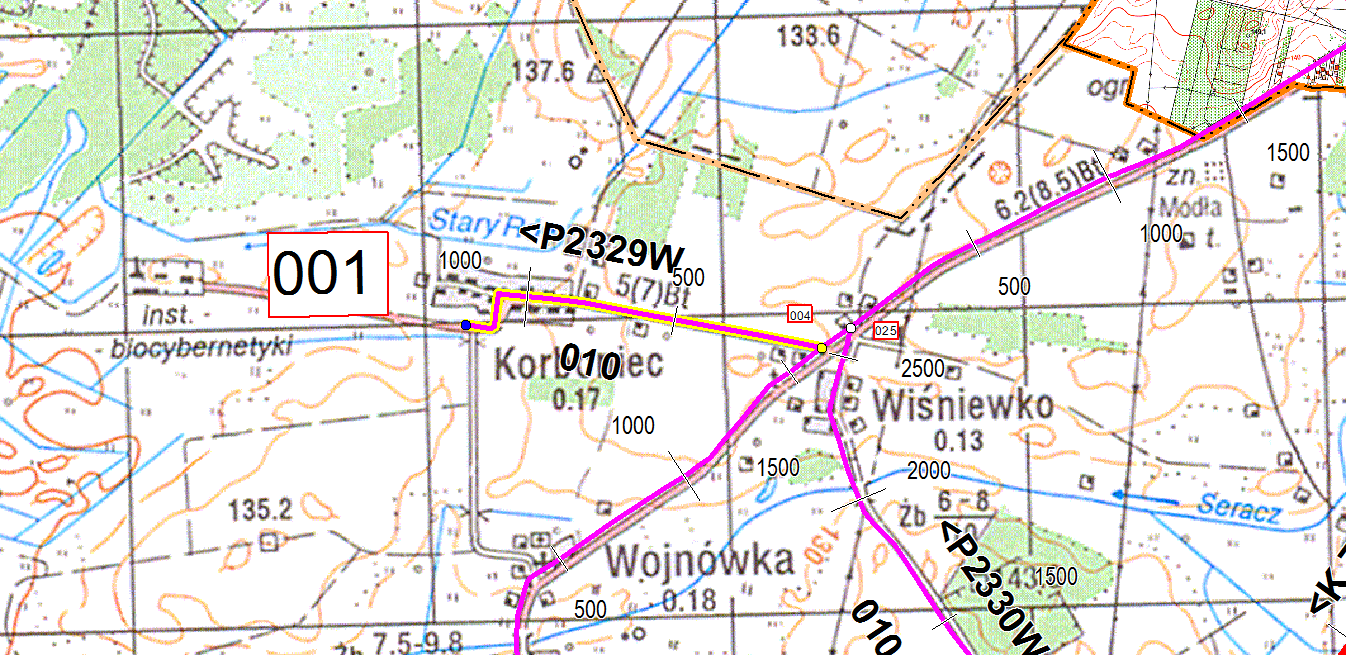 133.6
137.6
ogr
1500
6.2(8.5)Bt
zn.
Modła
t.
1000
Stary R
<P2329W
001
1000
500
5(7)Bt
500
Inst.
biocybernetyki
004
025
010
0.17
2500
Wiśniewko
0.13
1000
1500
2000
135.2
Żb 6-8
Seracz
130
<P2330W
Wojnówka
0.18
143
1500
500
010
7.5-9.8
Żb
<K